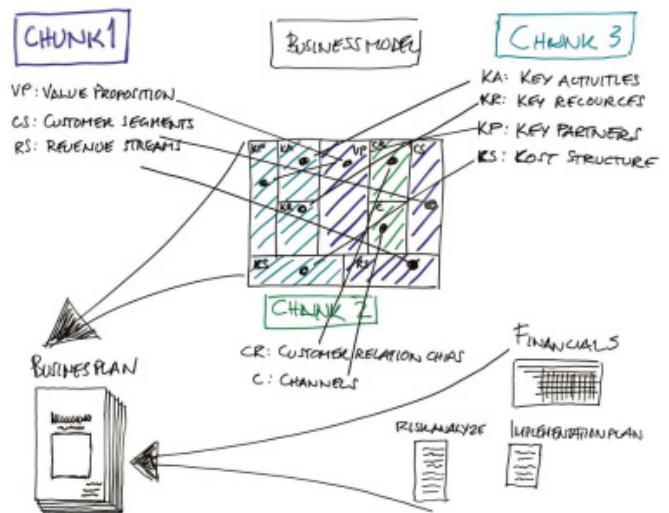 CHUNK1
BUSINESS MODEL
CHUNK 3
VP: VALUE PROPOSITION
CS: CUSTOMER SEGMENTS
RS: REVENUE STREAMS
KA: KEY ACTIVITIES
KR: KEY RECOURCES
KP: KEY PARTNERS
KS: KOST STRUCTURE
KP
KA
VP
CR
CS
KR
C
KS
RS
CHUNK 2
CR: CUSTOMER RELATION CHIPS
C: CHANNELS
BUSINESPLAN
FINANCIALS
RISKANALYZE
IMPLEMENTATIONPLAN